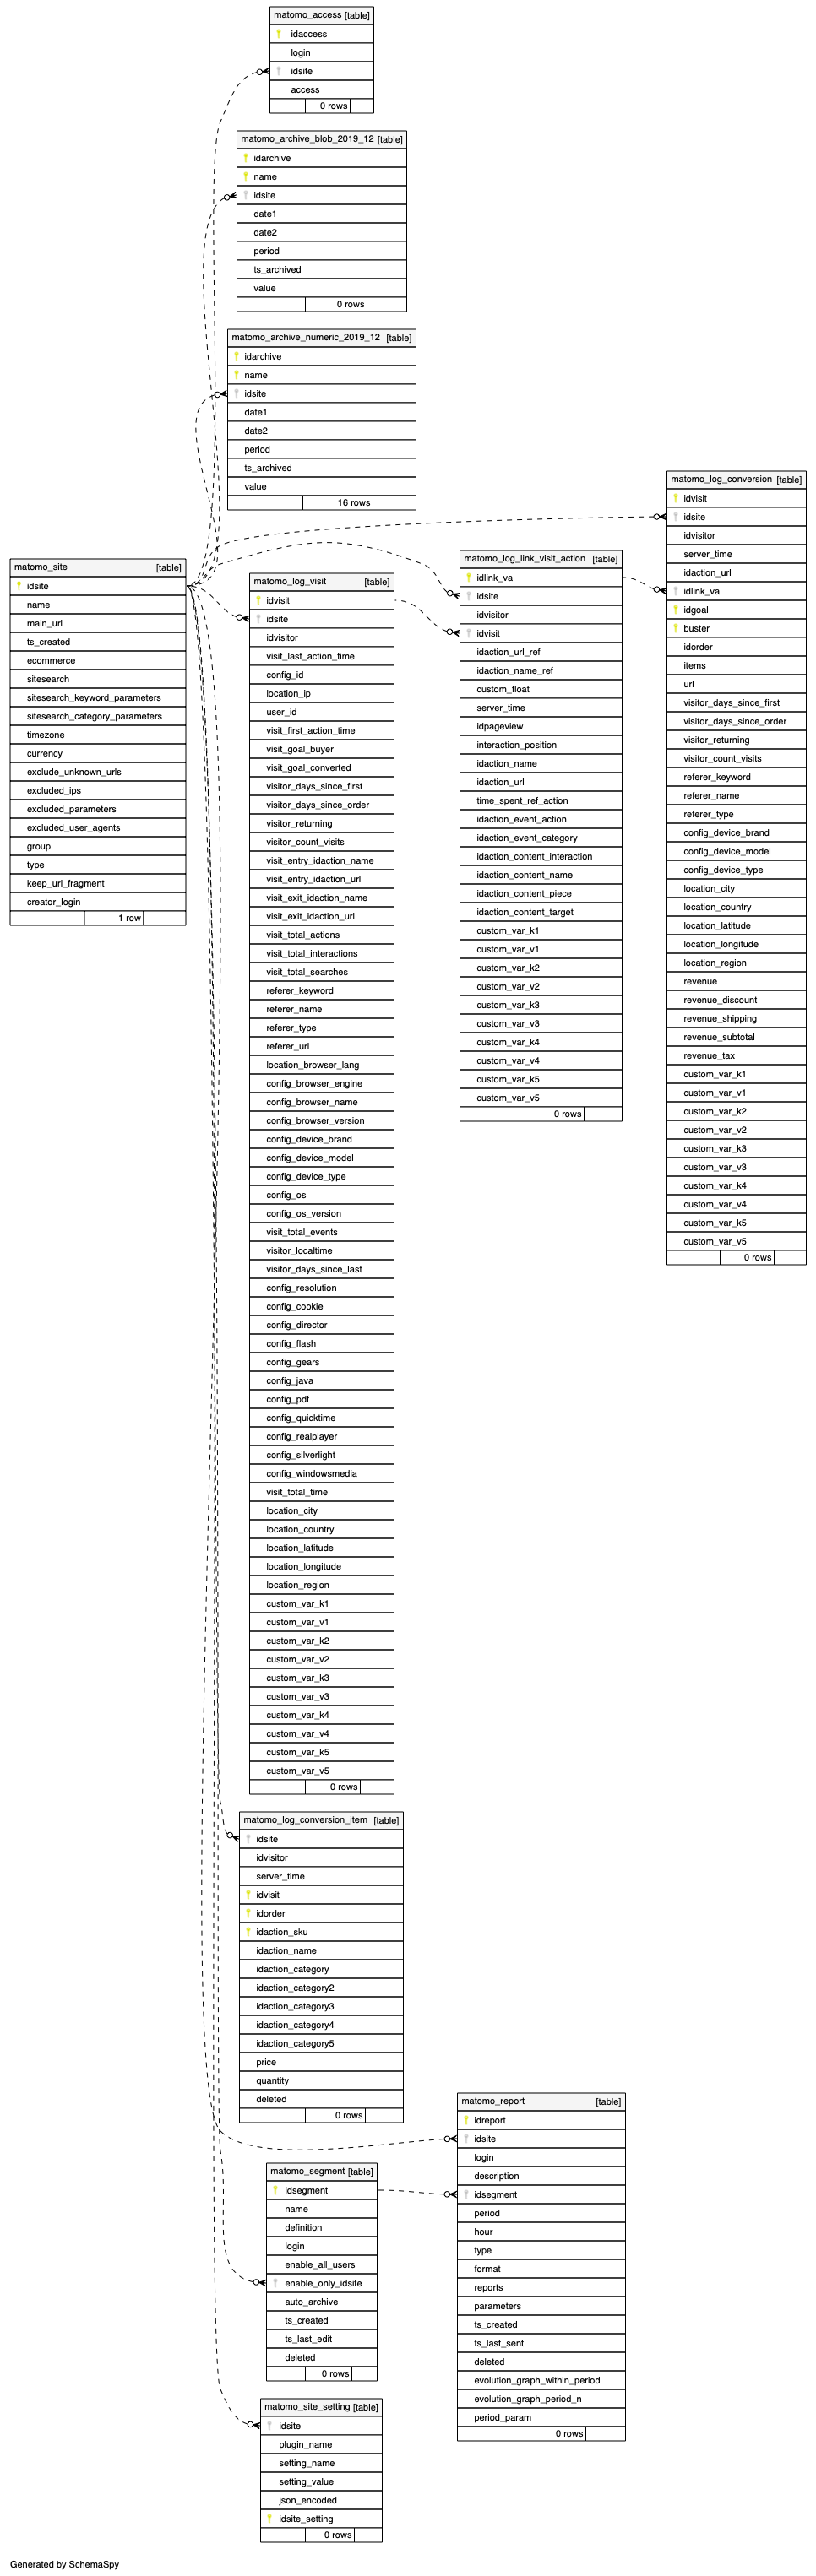 matomo_access [table]
idaccess
login
idsite
access
0 rows
matomo_archive_blob_2019_12 [table]
idarchive
name
idsite
date1
date2
period
ts_archived
value
0 rows
matomo_archive_numeric_2019_12 [table]
idarchive
name
idsite
date1
date2
period
ts_archived
value
16 rows
matomo_site [table]
idsite
name
main_url
ts_created
ecommerce
sitesearch
sitesearch_keyword_parameters
sitesearch_category_parameters
timezone
currency
exclude_unknown_urls
excluded_ips
excluded_parameters
excluded_user_agents
group
type
keep_url_fragment
creator_login
1 row
matomo_log_visit [table]
idvisit
idsite
idvisitor
visit_last_action_time
config_id
location_ip
user_id
visit_first_action_time
visit_goal_buyer
visit_goal_converted
visitor_days_since_first
visitor_days_since_order
visitor_returning
visitor_count_visits
visit_entry_idaction_name
visit_entry_idaction_url
visit_exit_idaction_name
visit_exit_idaction_url
visit_total_actions
visit_total_interactions
visit_total_searches
referer_keyword
referer_name
referer_type
referer_url
location_browser_lang
config_browser_engine
config_browser_name
config_browser_version
config_device_brand
config_device_model
config_device_type
config_os
config_os_version
visit_total_events
visitor_localtime
visitor_days_since_last
config_resolution
config_cookie
config_director
config_flash
config_gears
config_java
config_pdf
config_quicktime
config_realplayer
config_silverlight
config_windowsmedia
visit_total_time
location_city
location_country
location_latitude
location_longitude
location_region
custom_var_k1
custom_var_v1
custom_var_k2
custom_var_v2
custom_var_k3
custom_var_v3
custom_var_k4
custom_var_v4
custom_var_k5
custom_var_v5
0 rows
matomo_log_link_visit_action [table]
idlink_va
idsite
idvisitor
idvisit
idaction_url_ref
idaction_name_ref
custom_float
server_time
idpageview
interaction_position
idaction_name
idaction_url
time_spent_ref_action
idaction_event_action
idaction_event_category
idaction_content_interaction
idaction_content_name
idaction_content_piece
idaction_content_target
custom_var_k1
custom_var_v1
custom_var_k2
custom_var_v2
custom_var_k3
custom_var_v3
custom_var_k4
custom_var_v4
custom_var_k5
custom_var_v5
0 rows
matomo_log_conversion [table]
idvisit
idsite
idvisitor
server_time
idaction_url
idlink_va
idgoal
buster
idorder
items
url
visitor_days_since_first
visitor_days_since_order
visitor_returning
visitor_count_visits
referer_keyword
referer_name
referer_type
config_device_brand
config_device_model
config_device_type
location_city
location_country
location_latitude
location_longitude
location_region
revenue
revenue_discount
revenue_shipping
revenue_subtotal
revenue_tax
custom_var_k1
custom_var_v1
custom_var_k2
custom_var_v2
custom_var_k3
custom_var_v3
custom_var_k4
custom_var_v4
custom_var_k5
custom_var_v5
0 rows
matomo_log_conversion_item [table]
idsite
idvisitor
server_time
idvisit
idorder
idaction_sku
idaction_name
idaction_category
idaction_category2
idaction_category3
idaction_category4
idaction_category5
price
quantity
deleted
0 rows
matomo_report [table]
idreport
idsite
login
description
idsegment
period
hour
type
format
reports
parameters
ts_created
ts_last_sent
deleted
evolution_graph_within_period
evolution_graph_period_n
period_param
0 rows
matomo_segment [table]
idsegment
name
definition
login
enable_all_users
enable_only_idsite
auto_archive
ts_created
ts_last_edit
deleted
0 rows
matomo_site_setting [table]
idsite
plugin_name
setting_name
setting_value
json_encoded
idsite_setting
0 rows
Generated by SchemaSpy